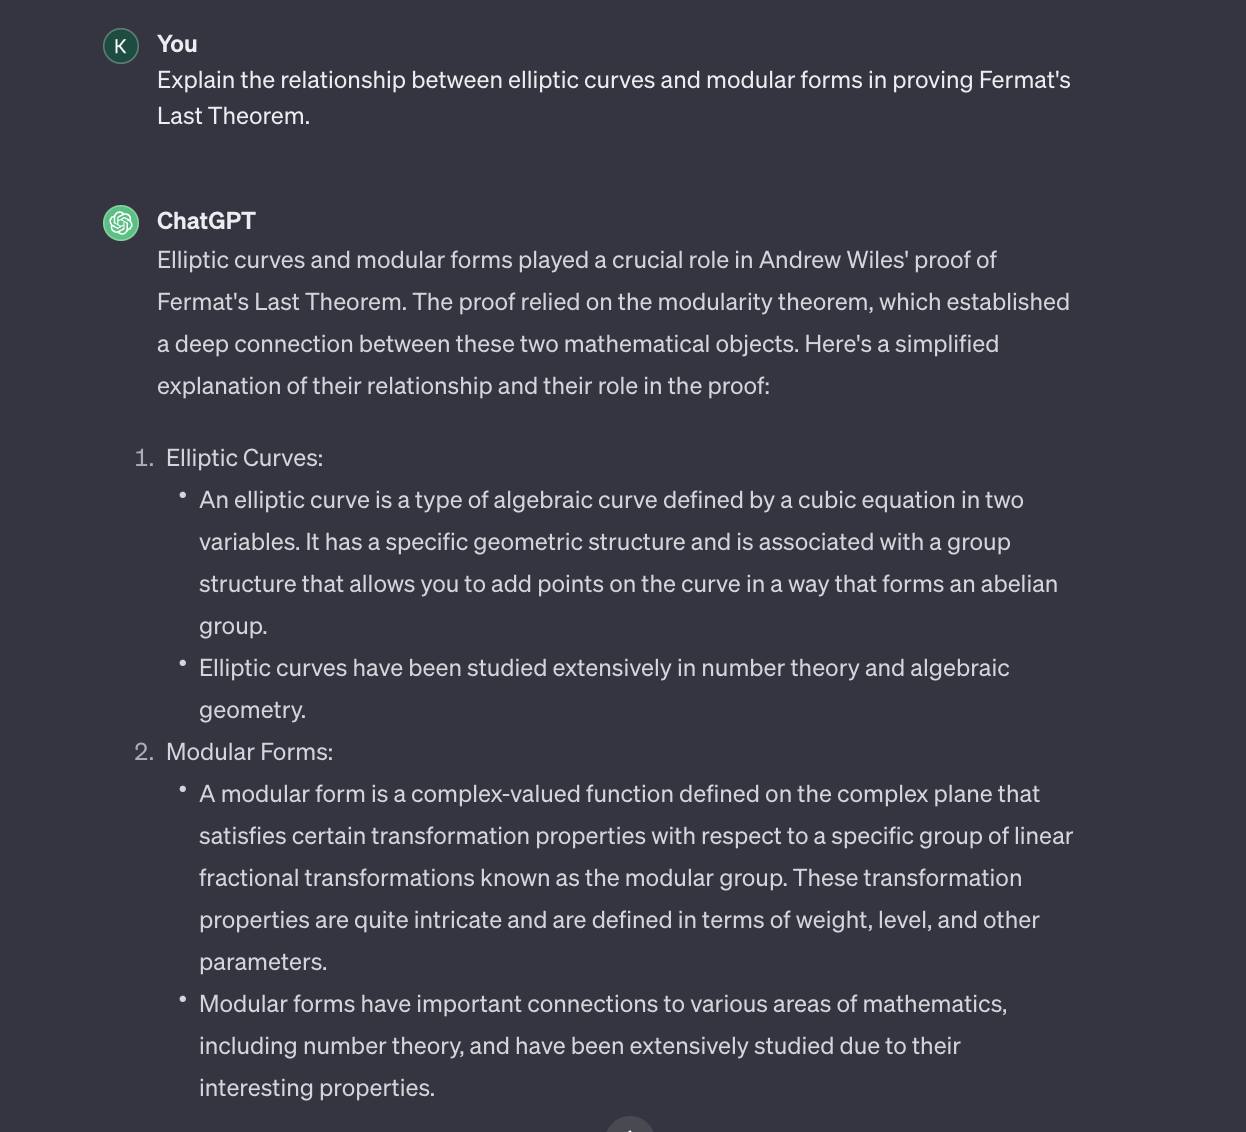 K
You
Explain the relationship between elliptic curves and modular forms in proving Fermat's
Last Theorem.
ChatGPT
Elliptic curves and modular forms played a crucial role in Andrew Wiles' proof of
Fermat's Last Theorem. The proof relied on the modularity theorem, which established
a deep connection between these two mathematical objects. Here's a simplified
explanation of their relationship and their role in the proof:
1. Elliptic Curves:
• An elliptic curve is a type of algebraic curve defined by a cubic equation in two
variables. It has a specific geometric structure and is associated with a group
structure that allows you to add points on the curve in a way that forms an abelian
group.
• Elliptic curves have been studied extensively in number theory and algebraic
geometry.
2. Modular Forms:
• A modular form is a complex-valued function defined on the complex plane that
satisfies certain transformation properties with respect to a specific group of linear
fractional transformations known as the modular group. These transformation
properties are quite intricate and are defined in terms of weight, level, and other
parameters.
• Modular forms have important connections to various areas of mathematics,
including number theory, and have been extensively studied due to their
interesting properties.